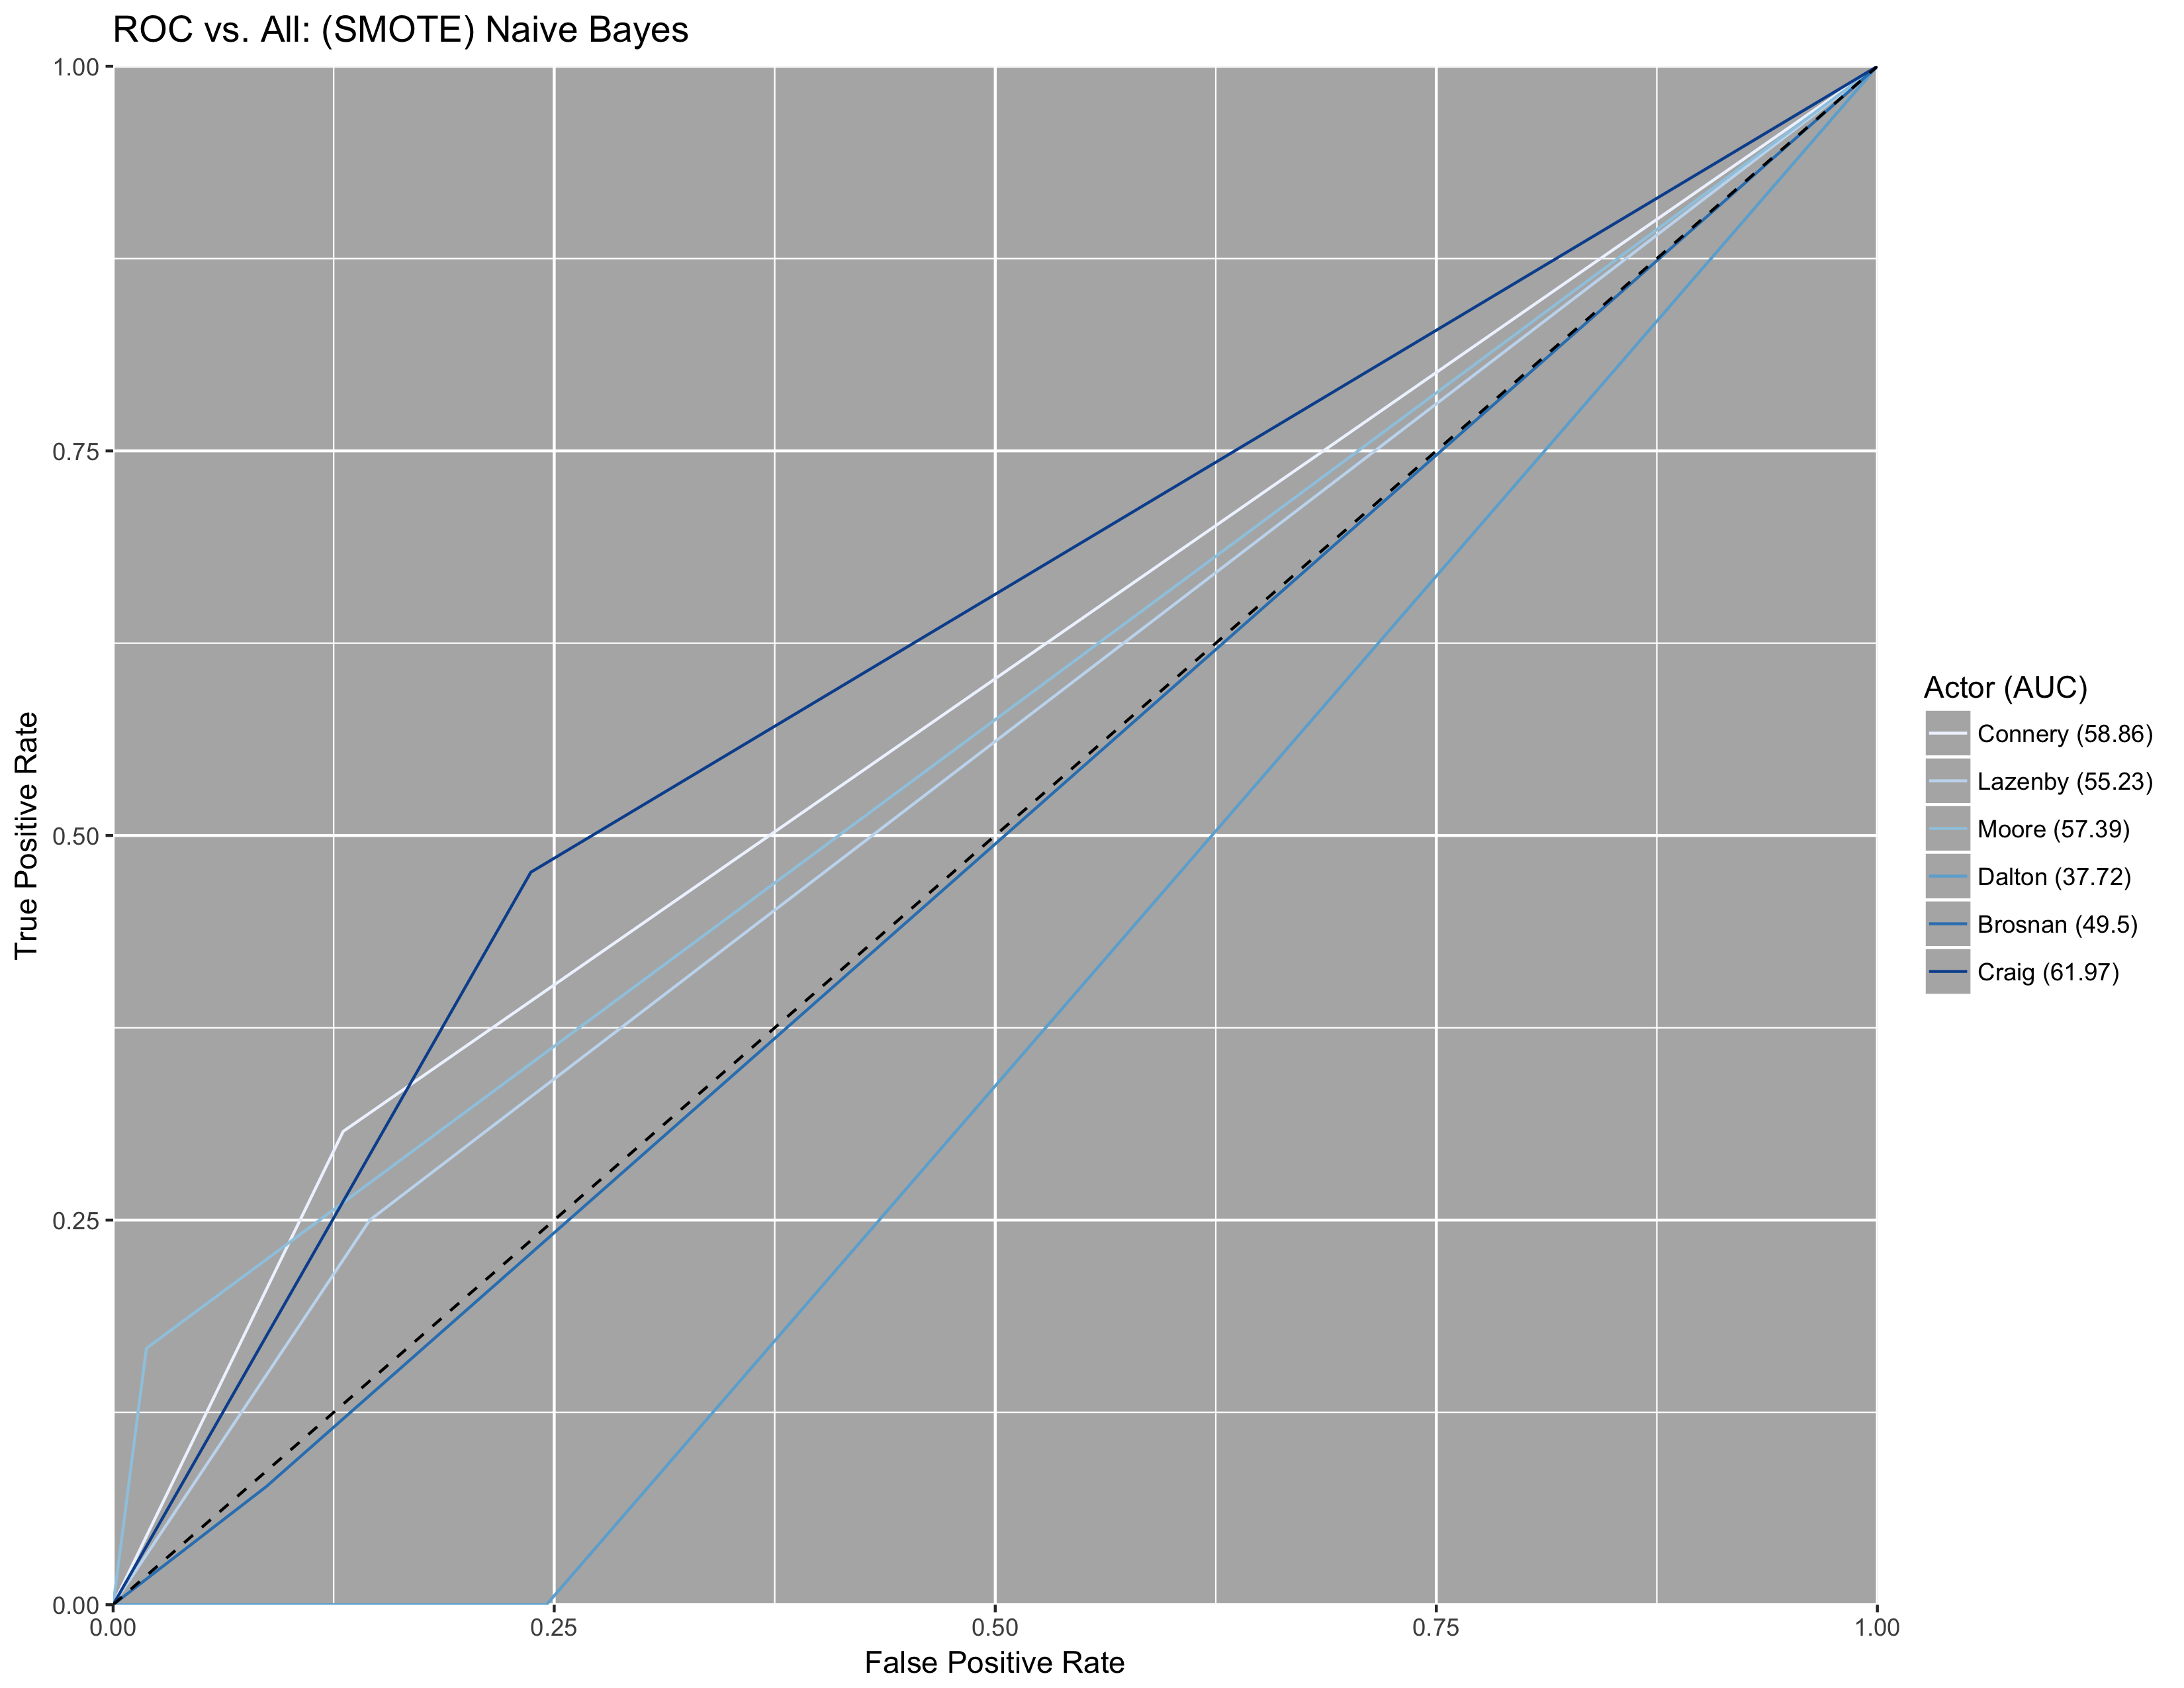 ROC vs. All: (SMOTE) Naive Bayes
1.00
0.75
0.50
0.25
0.00
True Positive Rate
0.00 0.25 0.50 0.75 1.00
False Positive Rate
Actor (AUC)
Connery (58.86)
Lazenby (55.23)
Moore (57.39)
Dalton (37.72)
Brosnan (49.5)
Craig (61.97)